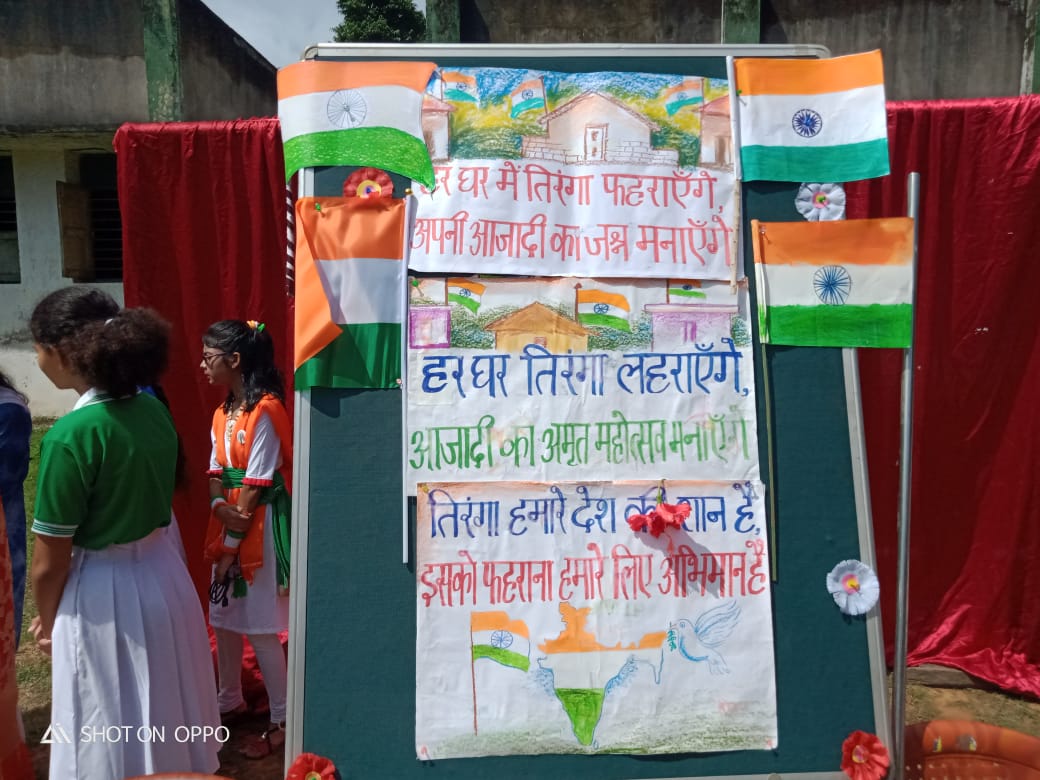 हर घर में तिरंगा फहराएँगे,
अपनी आजादी का जश्न मनाएँगे
हर घर तिरंगा लहराएँगे,
आजादी का अमृत महोत्सव मनाएँगे
तिरंगा हमारे देश की शान है,
इसको फहराना हमारे लिए अभिमान है
SHOT ON OPPO